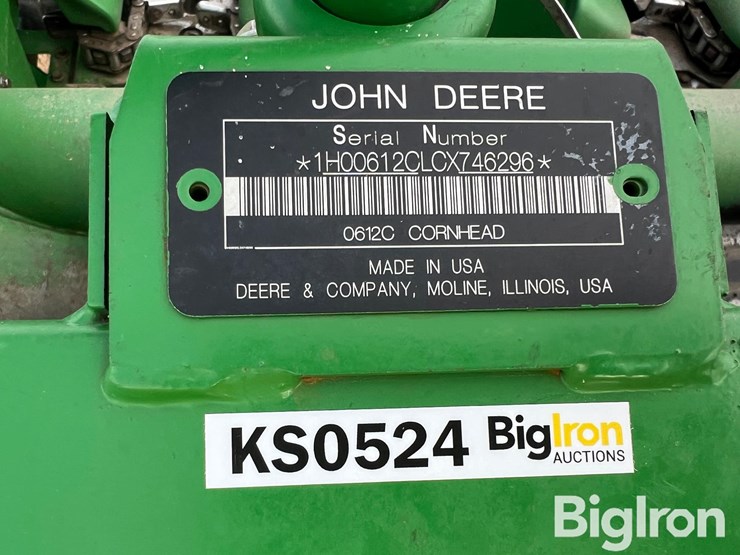 JOHN DEERE
Serial Number
*1H00612CLCX746296*
0612C CORNHEAD
MADE IN USA
DEERE & COMPANY, MOLINE, ILLINOIS, USA
KS0524 BigIron
AUCTIONS
BigIron